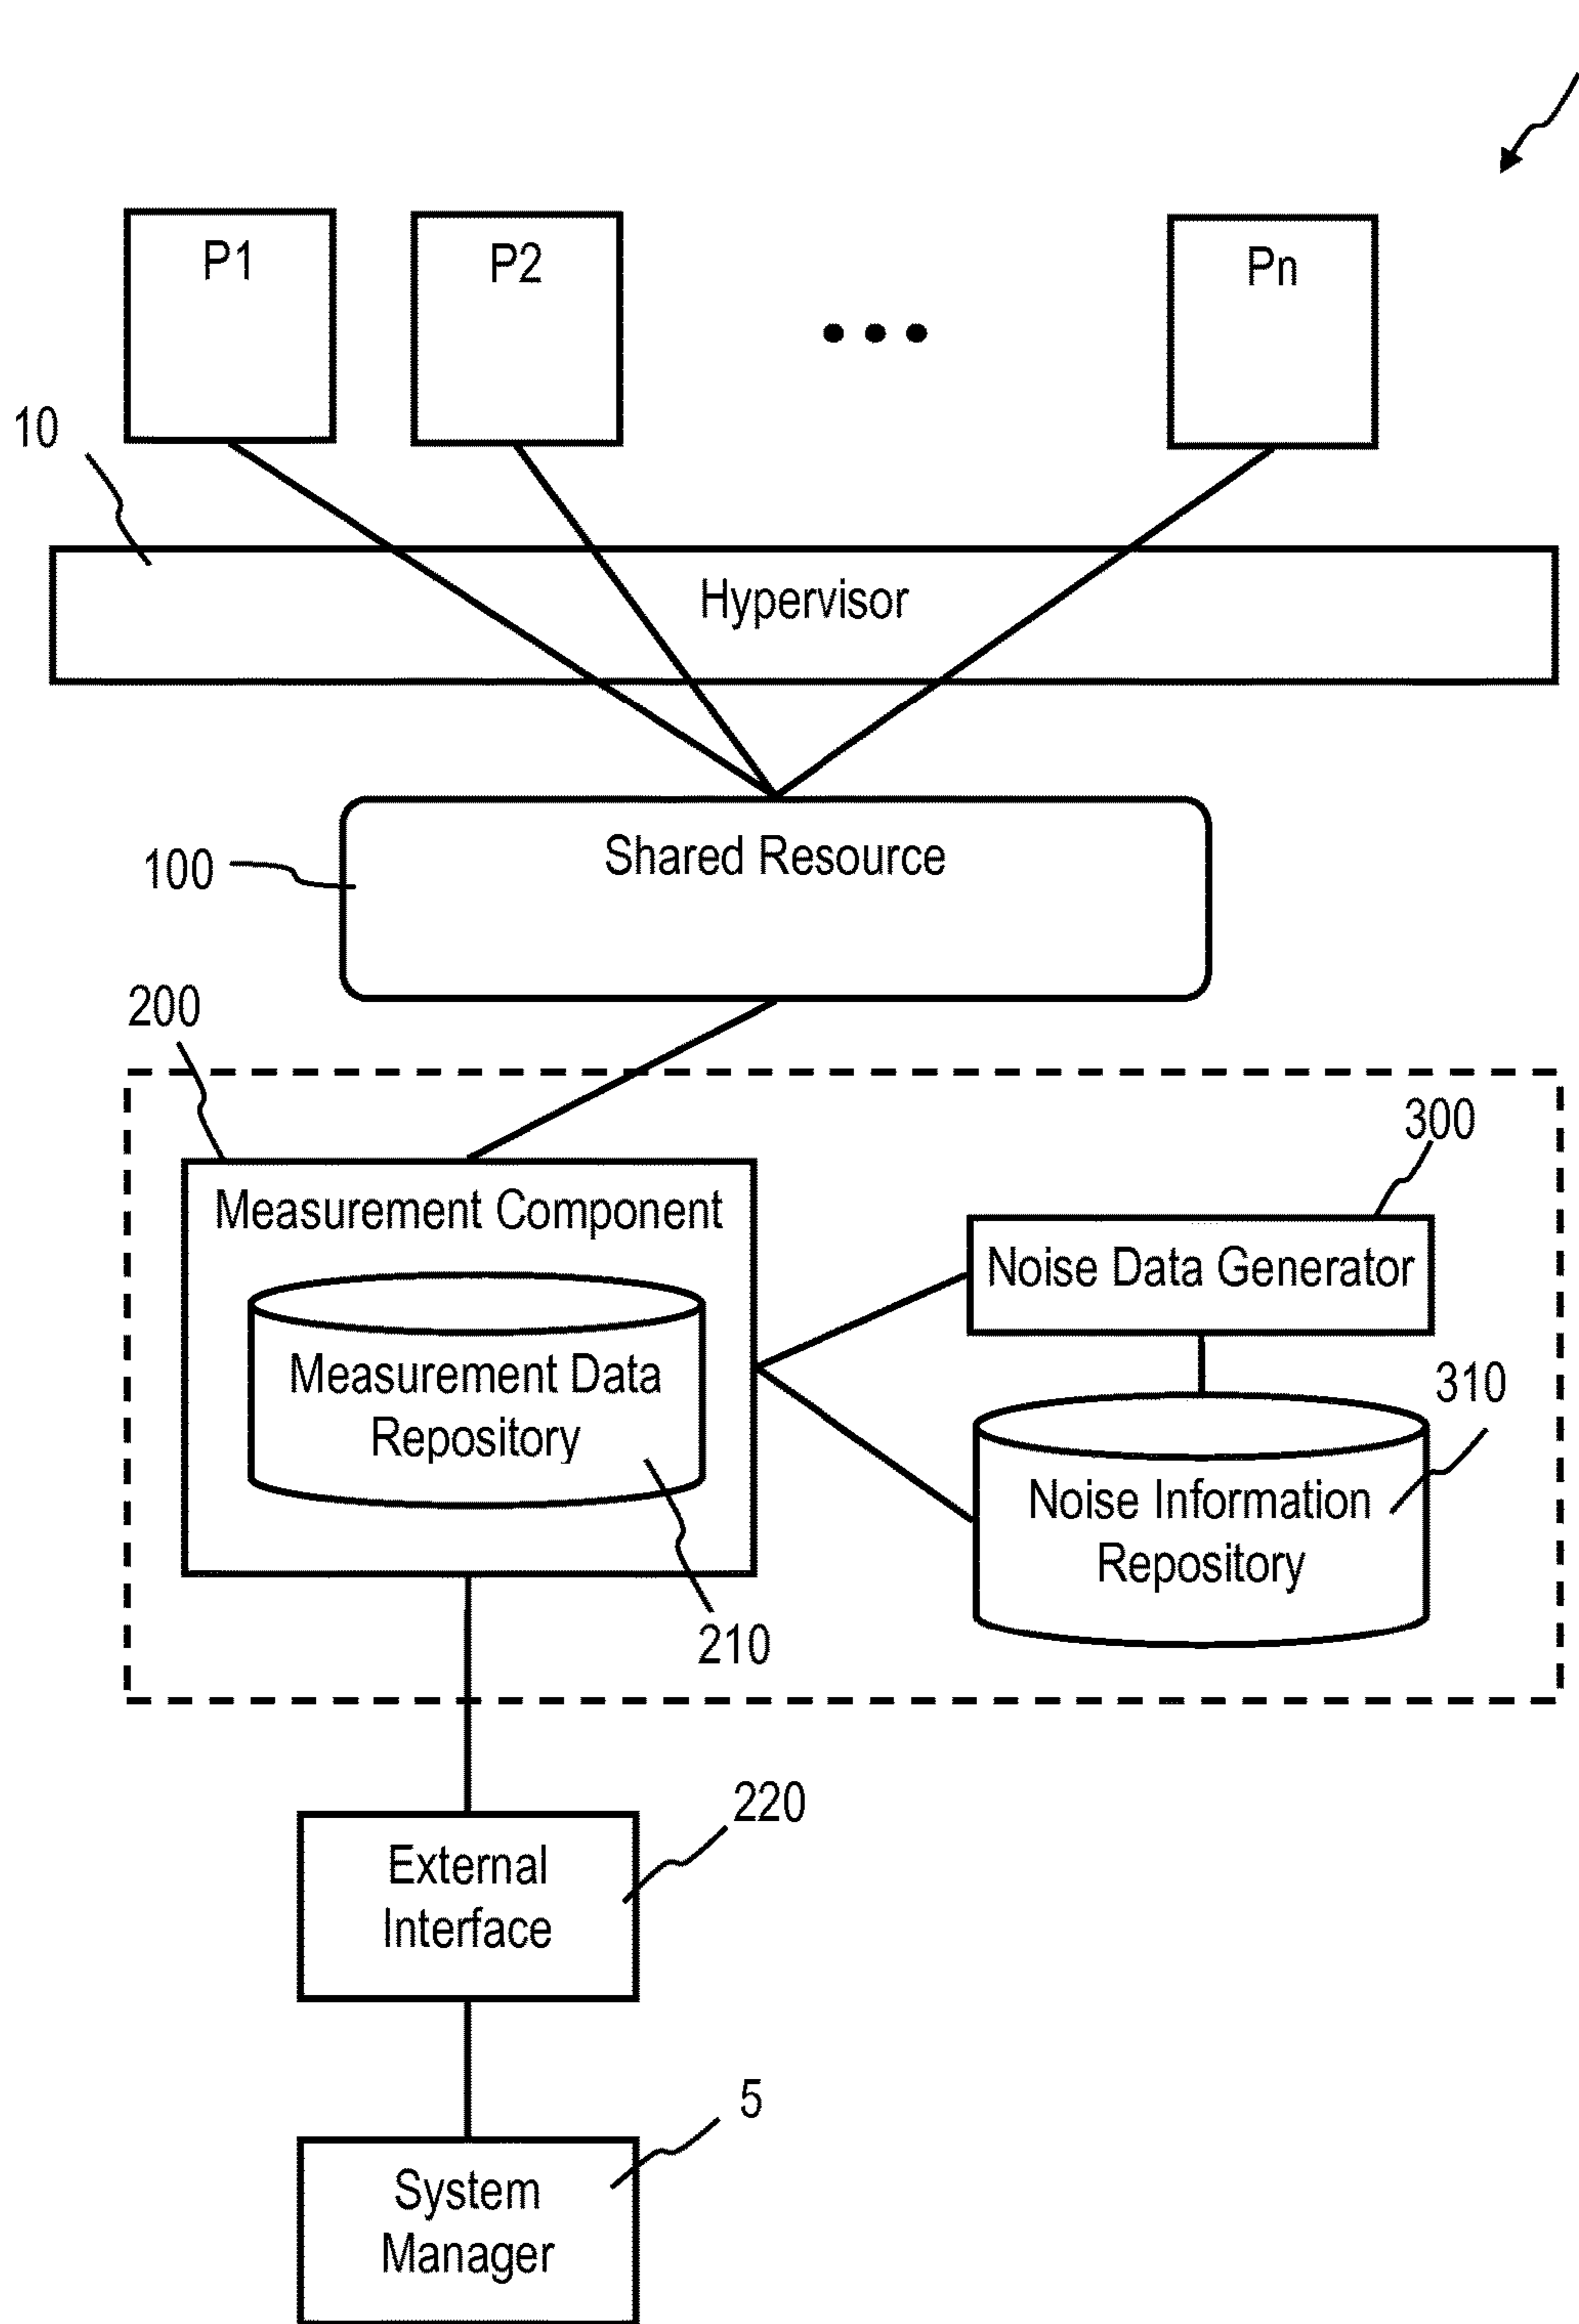 P1
P2
Pn
10
Hypervisor
Shared Resource
100
200
300
Measurement Component
Noise Data Generator
Measurement Data
Repository
310
Noise Information
Repository
210
220
External
Interface
5
System
Manager